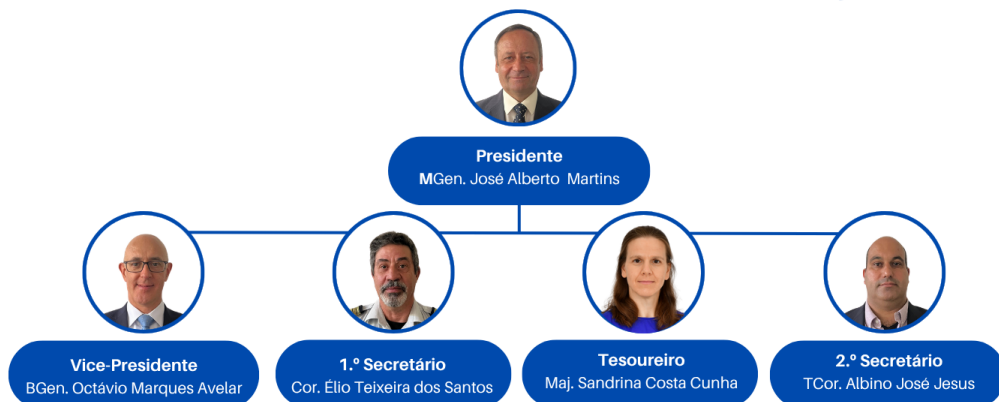 Presidente
MGen. José Alberto Martins
Vice-Presidente
BGen. Octávio Marques Avelar
1.º Secretário
Cor. Élio Teixeira dos Santos
Tesoureiro
Maj. Sandrina Costa Cunha
2.º Secretário
TCor. Albino José Jesus